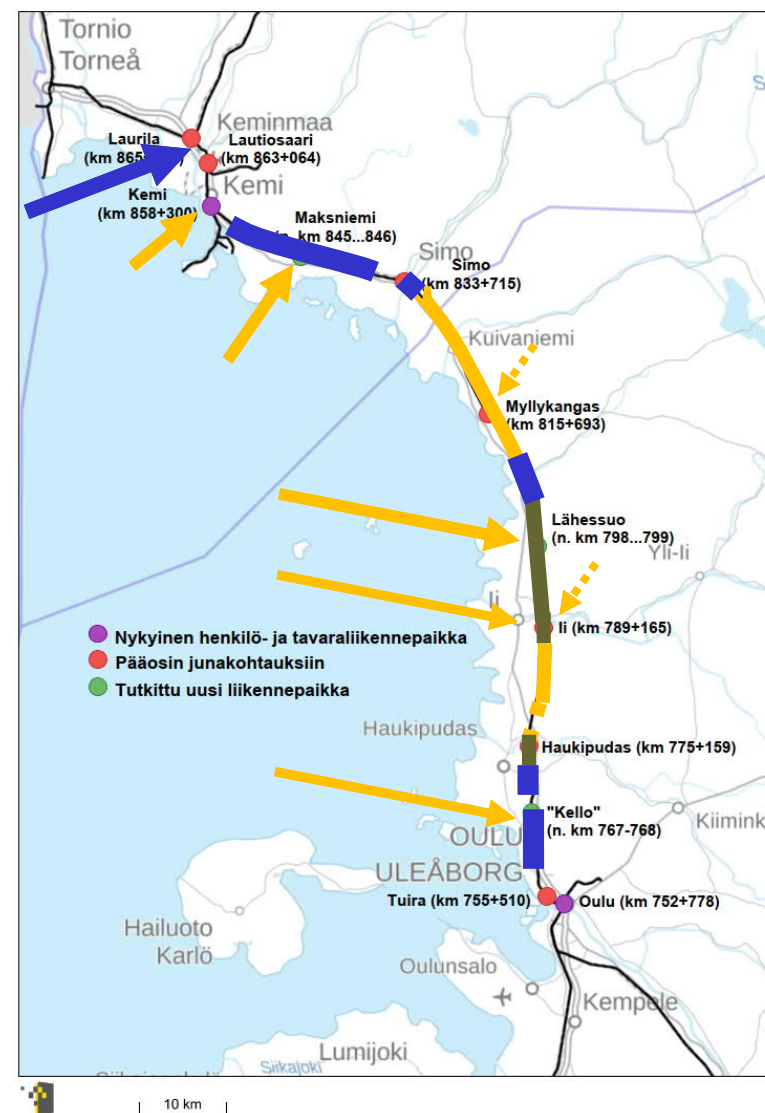 Tornio
Torneå
Keminmaa
Laurila
(km
Lautiosaari
(km 863+064)
Kemi
Kemi
(km 858+300)
Maksniemi
km 845...846)
Simo
Simo
(km 833+715)
Kuivaniemi
Myllykangas
(km 815+693)
Lähessuo
(n. km 798...799)
Yli-Ii
Ii
Ii (km 789+165)
Nykyinen henkilö- ja tavaraliikennepaikka
Pääosin junakohtauksiin
Tutkittu uusi liikennepaikka
Haukipudas
Haukipudas (km 775+159)
"Kello"
(n. km 767-768)
Kiimink
OULU
ULEÅBORG
Tuira (km 755+510)
Oulu (km 752+778)
Hailuoto
Karlö
Oulunsalo
Kempele
Lumijoki
Siikajoki
10 km